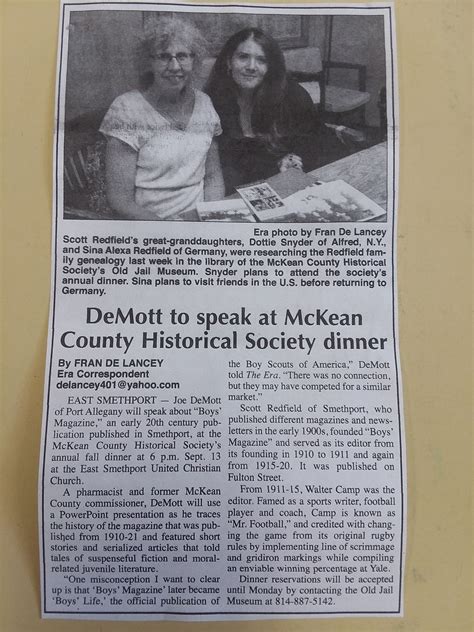 Era photo by Fran De Lancey
Scott Redfield's great-granddaughters, Dottie Snyder of Alfred, N.Y.,
and Sina Alexa Redfield of Germany, were researching the Redfield fam-
ily genealogy last week in the library of the McKean County Historical
Society's Old Jail Museum. Snyder plans to attend the society's
annual dinner. Sina plans to visit friends in the U.S. before returning to
Germany.
DeMott to speak at McKean
County Historical Society dinner
By FRAN DE LANCEY
Era Correspondent
delancey401@yahoo.com
EAST SMETHPORT — Joe DeMott
of Port Allegany will speak about "Boys'
Magazine," an early 20th century pub-
lication published in Smethport, at the
McKean County Historical Society's
annual fall dinner at 6 p.m. Sept. 13
at the East Smethport United Christian
Church.
A pharmacist and former McKean
County commissioner, DeMott will use
a PowerPoint presentation as he traces
the history of the magazine that was pub-
lished from 1910-21 and featured short
stories and serialized articles that told
tales of suspenseful fiction and moral-
related juvenile literature.
"One misconception I want to clear
up is that 'Boys' Magazine' later became
'Boys' Life,' the official publication of
the Boy Scouts of America," DeMott
told The Era. "There was no connection,
but they may have competed for a similar
market."
Scott Redfield of Smethport, who
published different magazines and news-
letters in the early 1900s, founded "Boys'
Magazine" and served as its editor from
its founding in 1910 to 1911 and again
from 1915-20. It was published on
Fulton Street.
From 1911-15, Walter Camp was the
editor. Famed as a sports writer, football
player and coach, Camp is known as
"Mr. Football," and credited with chang-
ing the game from its original rugby
rules by implementing line of scrimmage
and gridiron markings while compiling
an enviable winning percentage at Yale.
Dinner reservations will be accepted
until Monday by contacting the Old Jail
Museum at 814-887-5142.